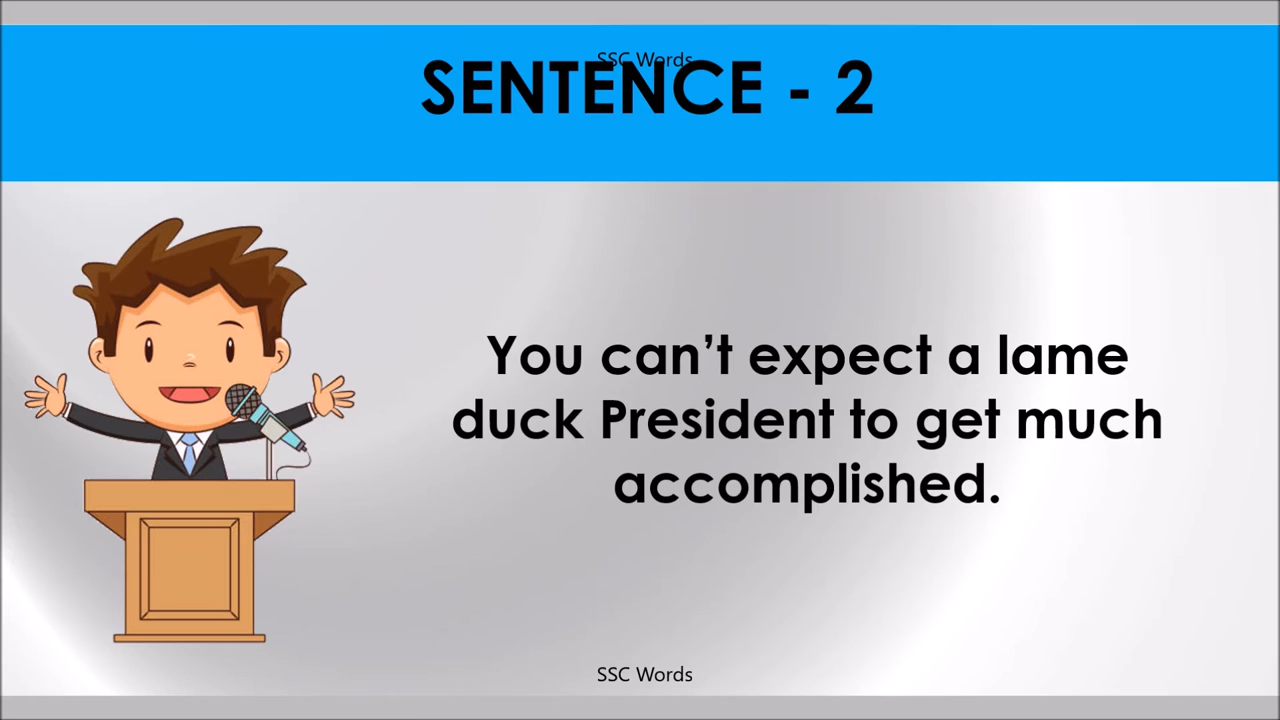 SSC Words
SENTENCE - 2
You can’t expect a lame
duck President to get much
accomplished.
SSC Words